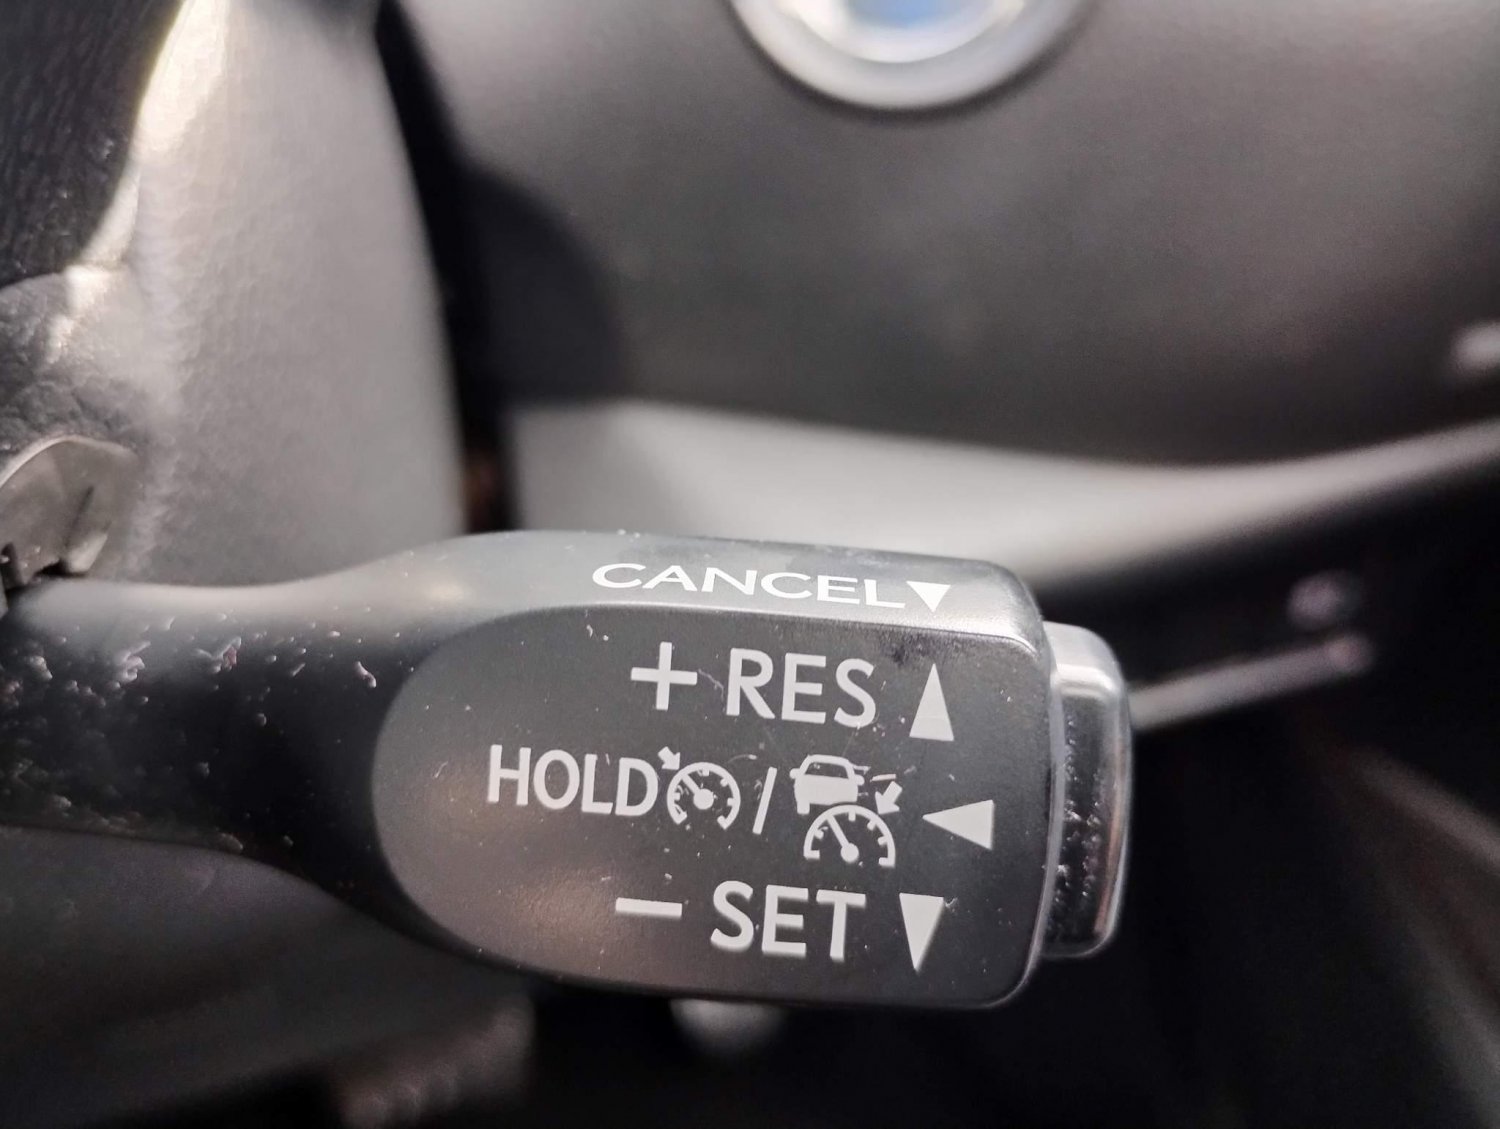 CANCEL▼
+ RES ▲
HOLD / ◀
− SET ▼